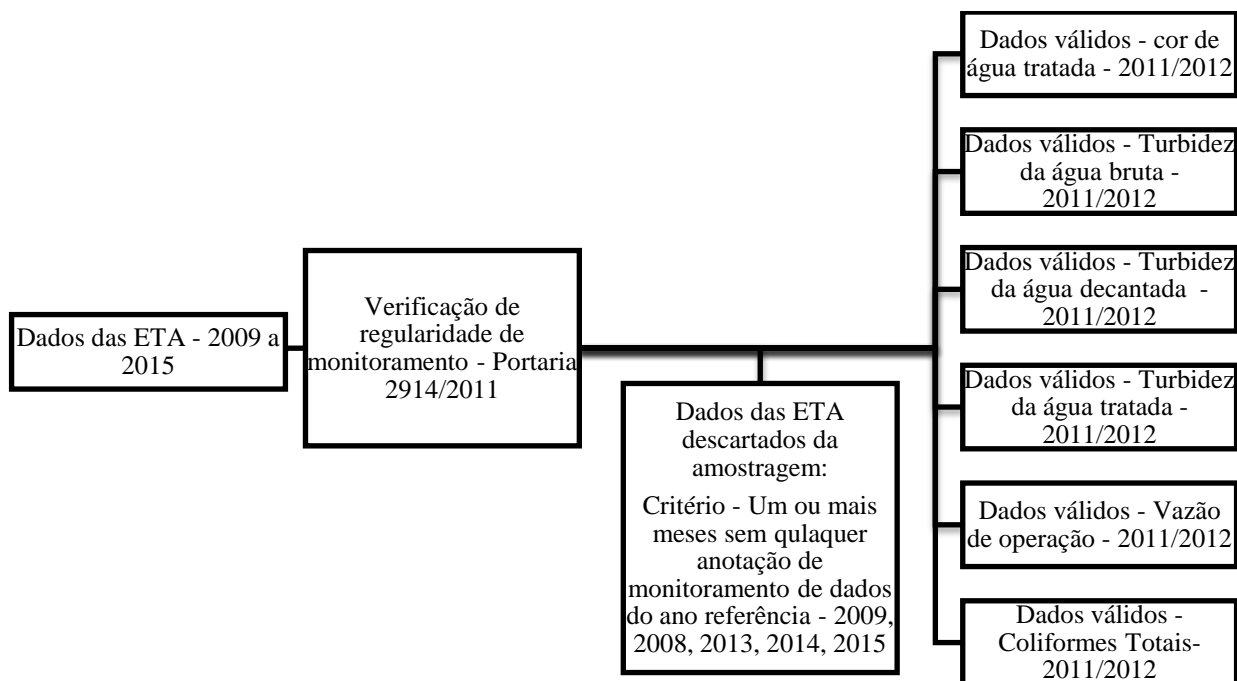 Dados das ETA - 2009 a
2015
Verificação de
regularidade de
monitoramento - Portaria
2914/2011
Dados das ETA
descartados da
amostragem:
Critério - Um ou mais
meses sem qulaquer
anotação de
monitoramento de dados
do ano referência - 2009,
2008, 2013, 2014, 2015
Dados válidos - cor de
água tratada - 2011/2012
Dados válidos - Turbidez
da água bruta -
2011/2012
Dados válidos - Turbidez
da água decantada -
2011/2012
Dados válidos - Turbidez
da água tratada -
2011/2012
Dados válidos - Vazão
de operação - 2011/2012
Dados válidos -
Coliformes Totais-
2011/2012